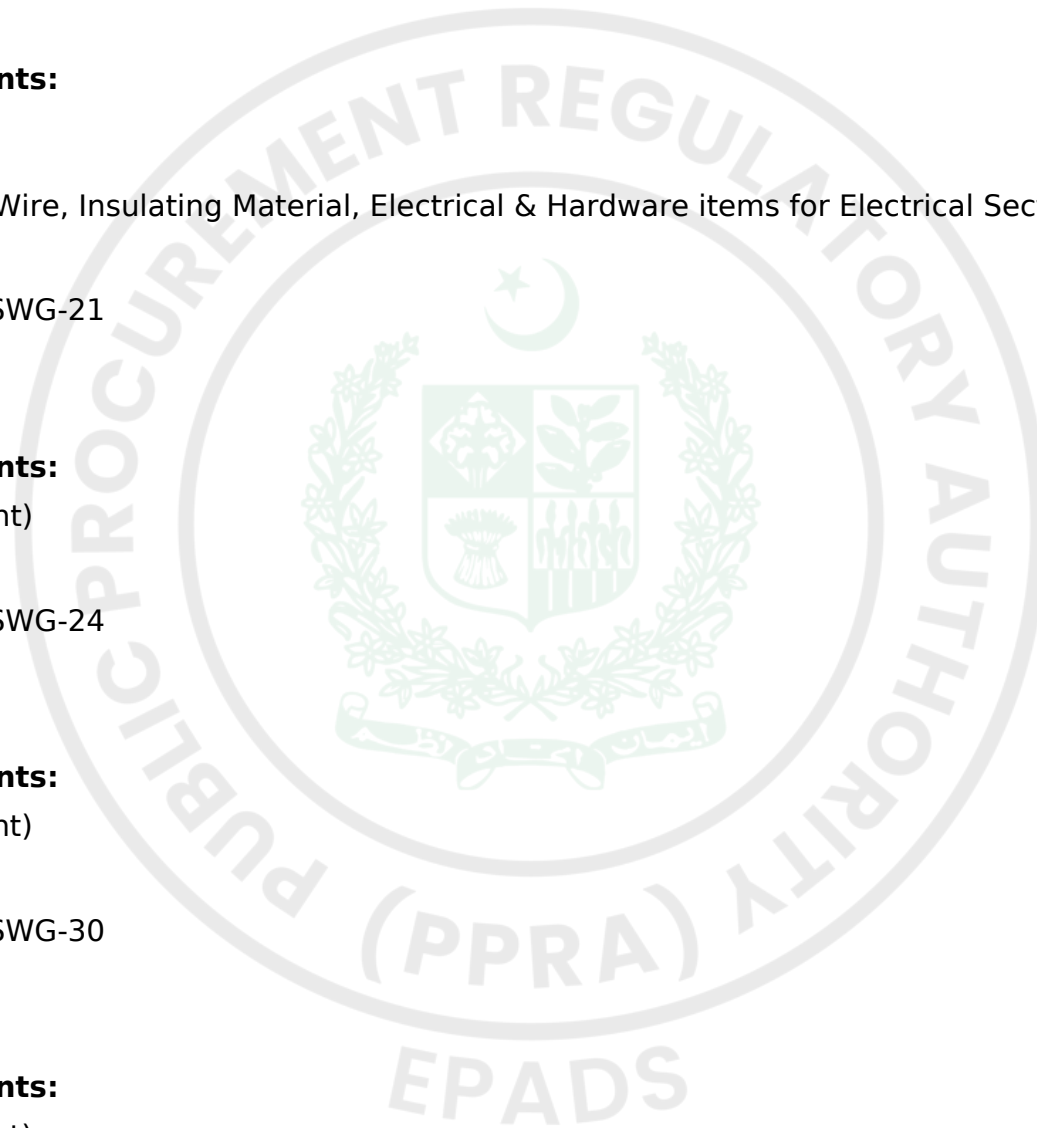 nts:
Wire, Insulating Material, Electrical & Hardware items for Electrical Sec
SWG-21
nts:
nt)
SWG-24
nts:
nt)
SWG-30
nts:
PUBLIC PROCUREMENT REGULATORY AUTHORITY
(PPRA)
EPADS